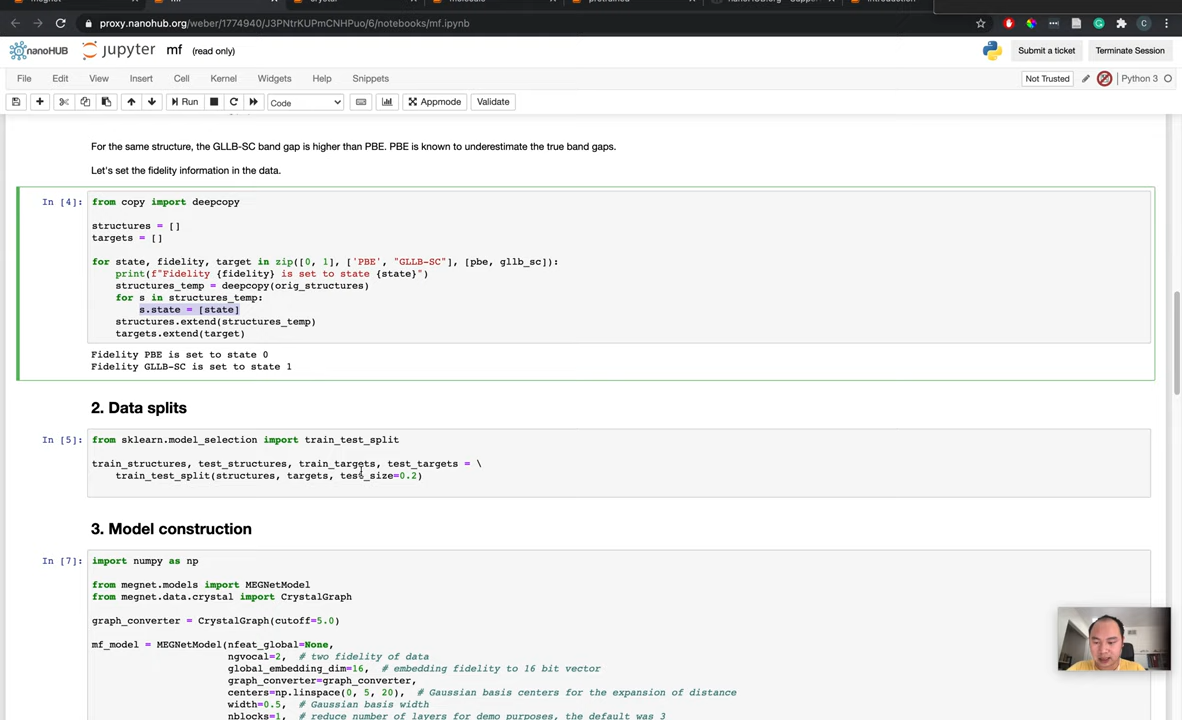 megnet
mf
crystal
molecule
pretrained
nanoHUB.org - Suppo
introduction
proxy.nanohub.org/weber/1774940/J3PNtrKUPmCNHPuo/6/notebooks/mf.ipynb
C
nanoHUB jupyter mf (read only) Submit a ticket Terminate Session
File Edit View Insert Cell Kernel Widgets Help Snippets Not Trusted Python 3
Run Code Appmode Validate
For the same structure, the GLLB-SC band gap is higher than PBE. PBE is known to underestimate the true band gaps.
Let's set the fidelity information in the data.
In [4]: from copy import deepcopy
structures = []
targets = []
for state, fidelity, target in zip([0, 1], ['PBE', "GLLB-SC"], [pbe, gllb_sc]):
print(f"Fidelity {fidelity} is set to state {state}")
structures_temp = deepcopy(orig_structures)
for s in structures_temp:
s.state = [state]
structures.extend(structures_temp)
targets.extend(target)
Fidelity PBE is set to state 0
Fidelity GLLB-SC is set to state 1
2. Data splits
In [5]: from sklearn.model_selection import train_test_split
train_structures, test_structures, train_targets, test_targets = \
train_test_split(structures, targets, test_size=0.2)
3. Model construction
In [7]: import numpy as np
from megnet.models import MEGNetModel
from megnet.data.crystal import CrystalGraph
graph_converter = CrystalGraph(cutoff=5.0)
mf_model = MEGNetModel(nfeat_global=None,
ngvocal=2, # two fidelity of data
global_embedding_dim=16, # embedding fidelity to 16 bit vector
graph_converter=graph_converter,
centers=np.linspace(0, 5, 20), # Gaussian basis centers for the expansion of distance
width=0.5, # Gaussian basis width
nblocks=1, # reduce number of layers for demo purposes, the default was 3